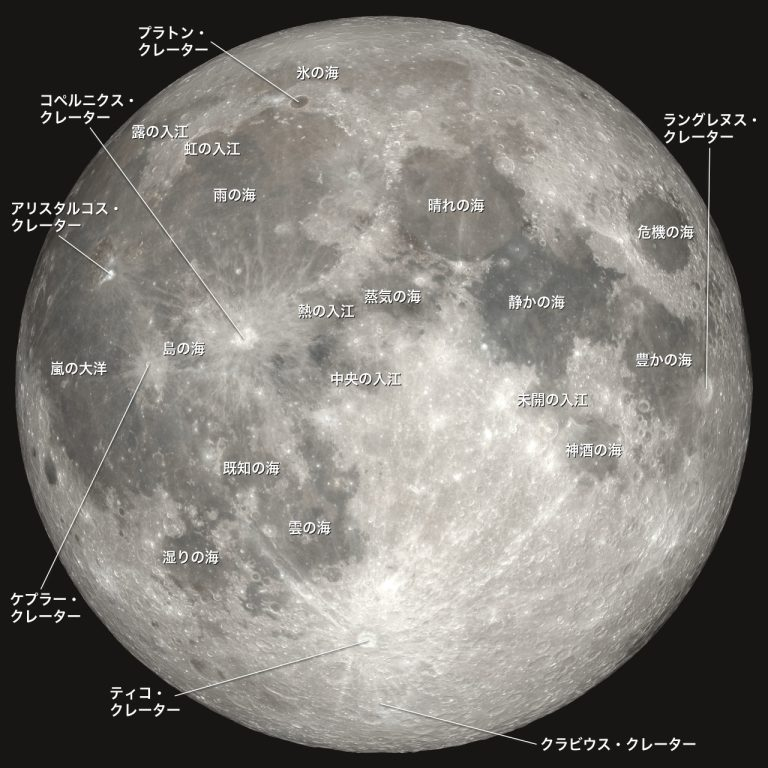 プラトン・
クレーター
氷の海
コペルニクス・
クレーター
ラングレヌス・
クレーター
露の入江
虹の入江
雨の海
晴れの海
アリスタルコス・
クレーター
危機の海
蒸気の海
静かの海
熱の入江
島の海
豊かの海
嵐の大洋
中央の入江
未開の入江
神酒の海
既知の海
雲の海
湿りの海
ケプラー・
クレーター
ティコ・
クレーター
クラビウス・クレーター